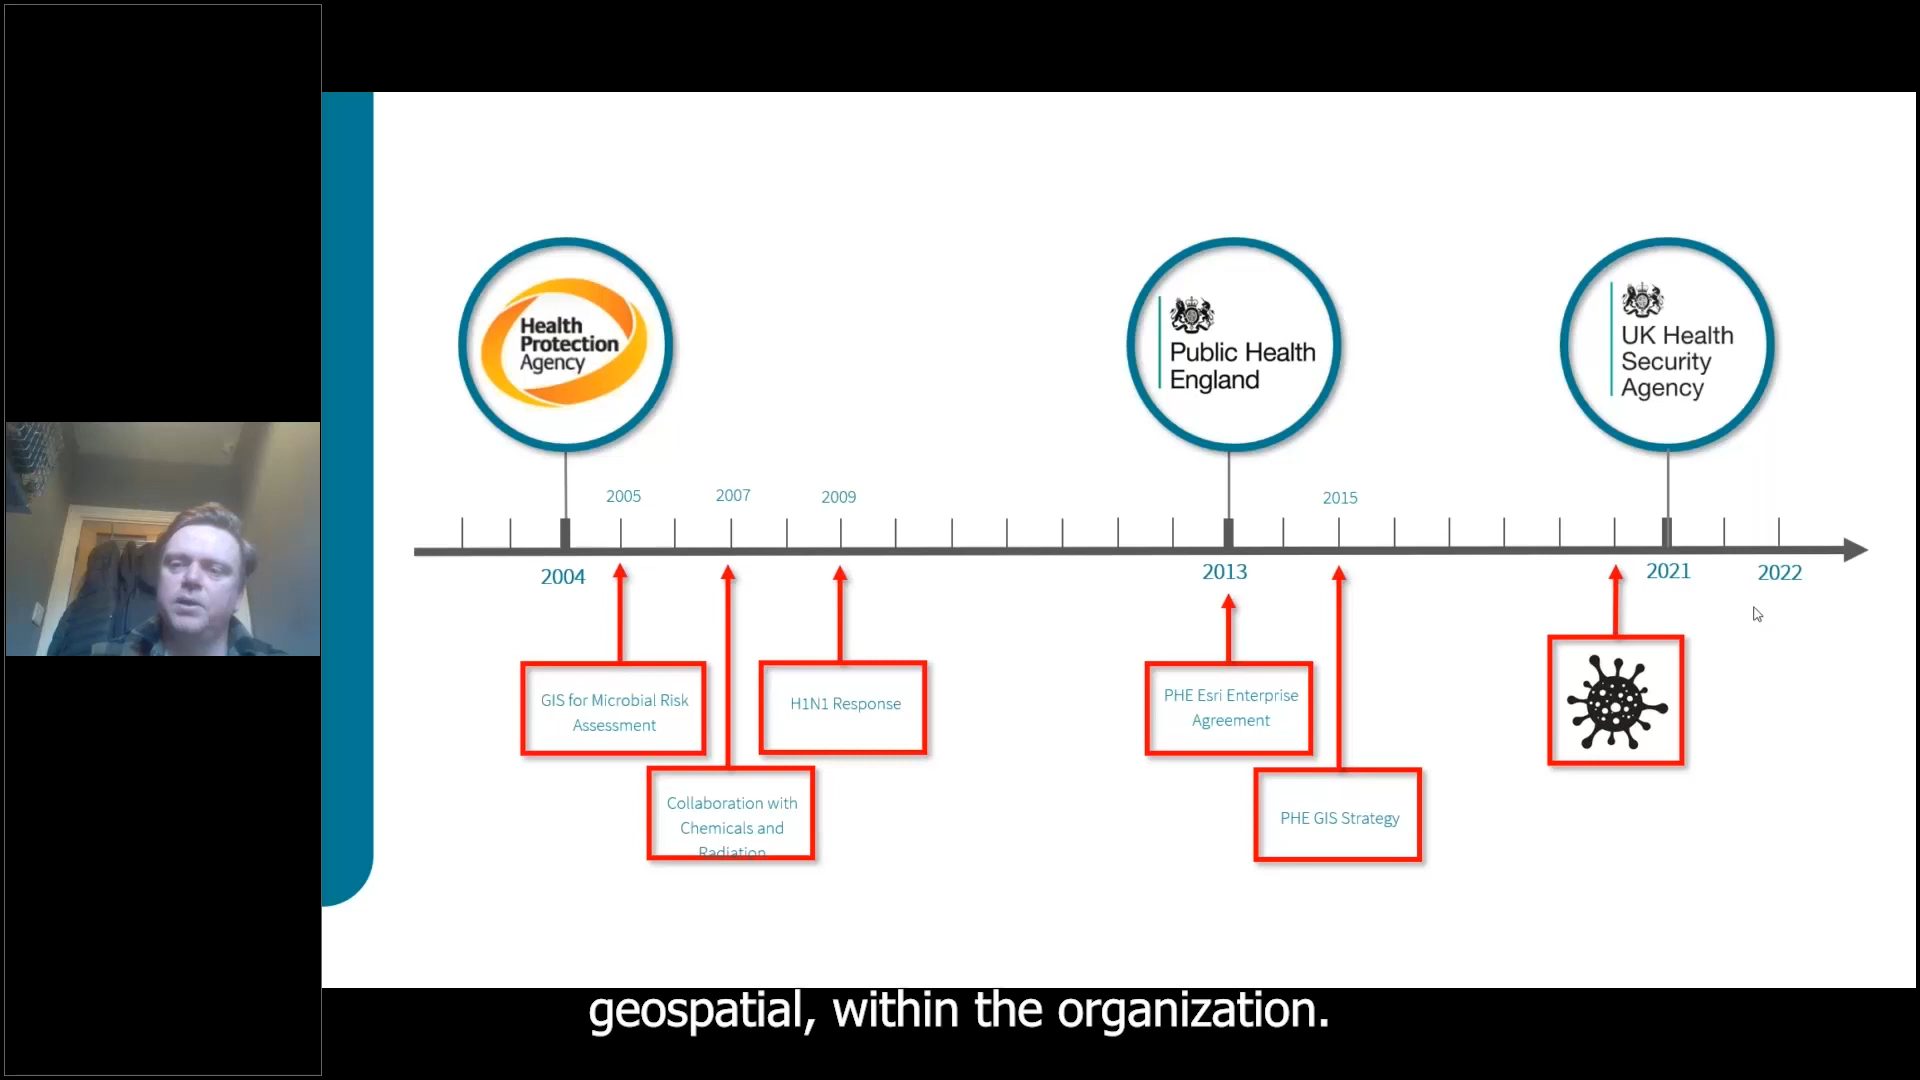 Health
Protection
Agency
Public Health
England
UK Health
Security
Agency
2005
2007
2009
2015
2004
2013
2021
2022
GIS for Microbial Risk
Assessment
H1N1 Response
PHE Esri Enterprise
Agreement
Collaboration with
Chemicals and
Radiation
PHE GIS Strategy
geospatial, within the organization.